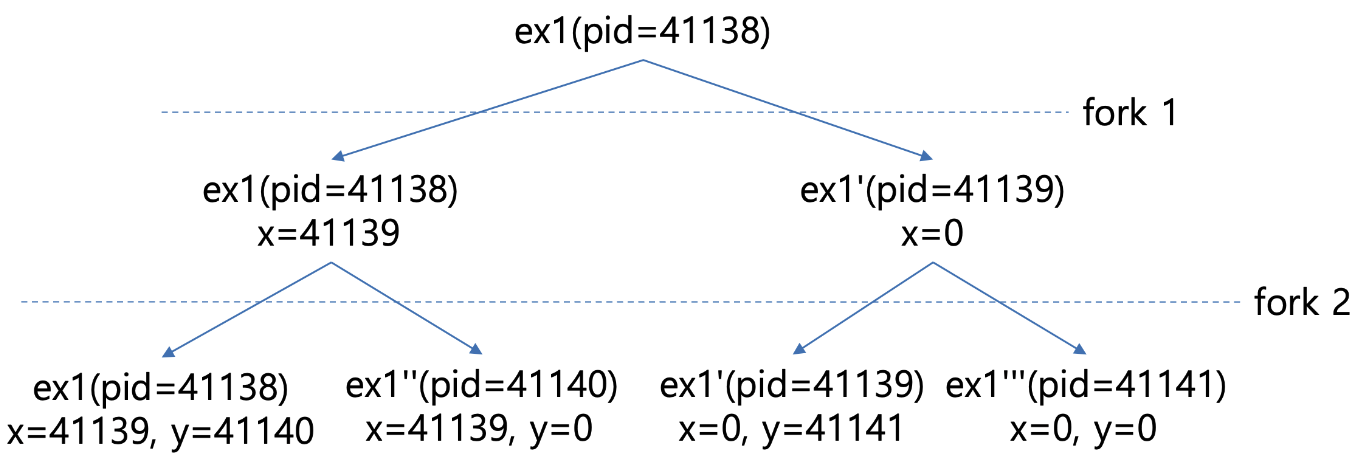 ex1(pid=41138)
fork 1
ex1(pid=41138)
x=41139
ex1'(pid=41139)
x=0
fork 2
ex1(pid=41138)
x=41139, y=41140
ex1''(pid=41140)
x=41139, y=0
ex1'(pid=41139)
x=0, y=41141
ex1'''(pid=41141)
x=0, y=0